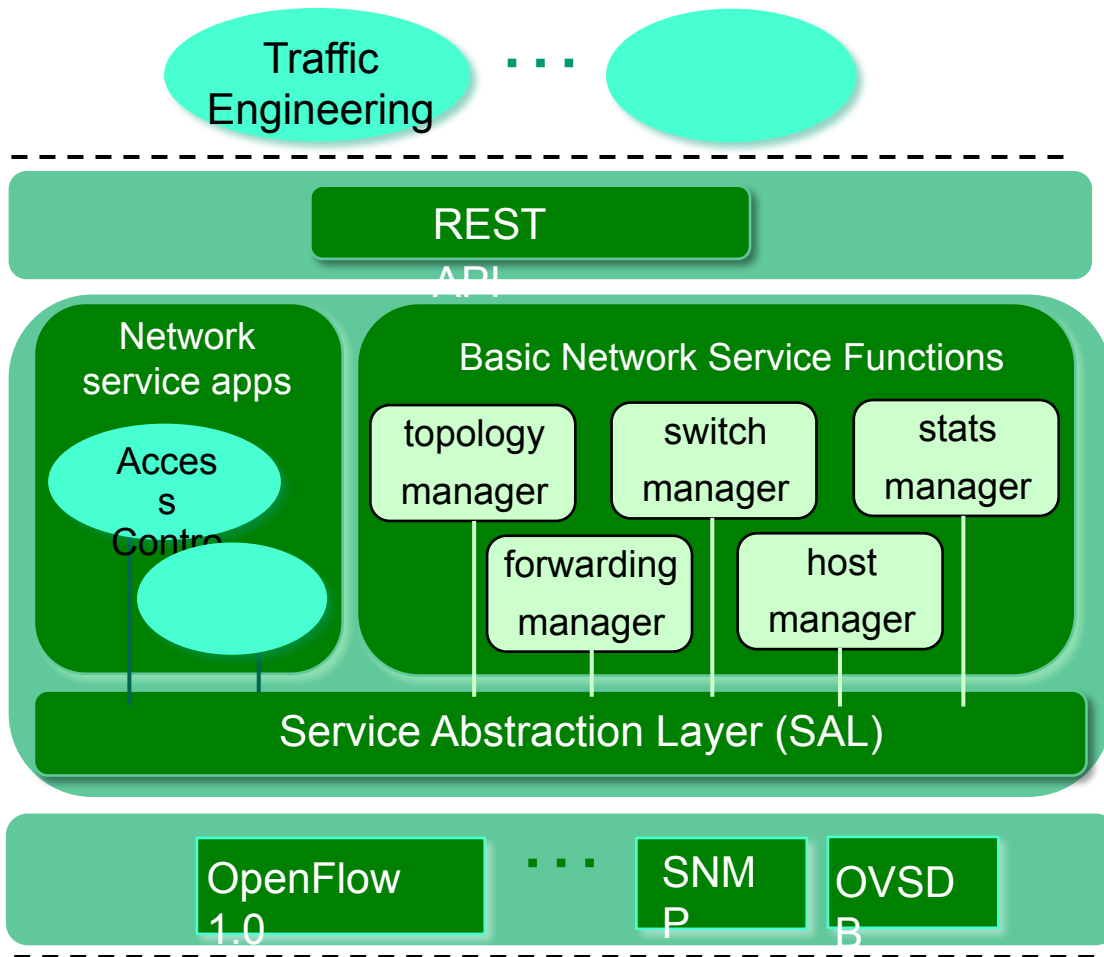 Traffic
Engineering
. . .
REST
API
Network
service apps
Basic Network Service Functions
topology
manager
switch
manager
stats
manager
Acces
s
Contro
forwarding
manager
host
manager
Service Abstraction Layer (SAL)
OpenFlow
1.0
. . .
SNM
P
OVSD
B